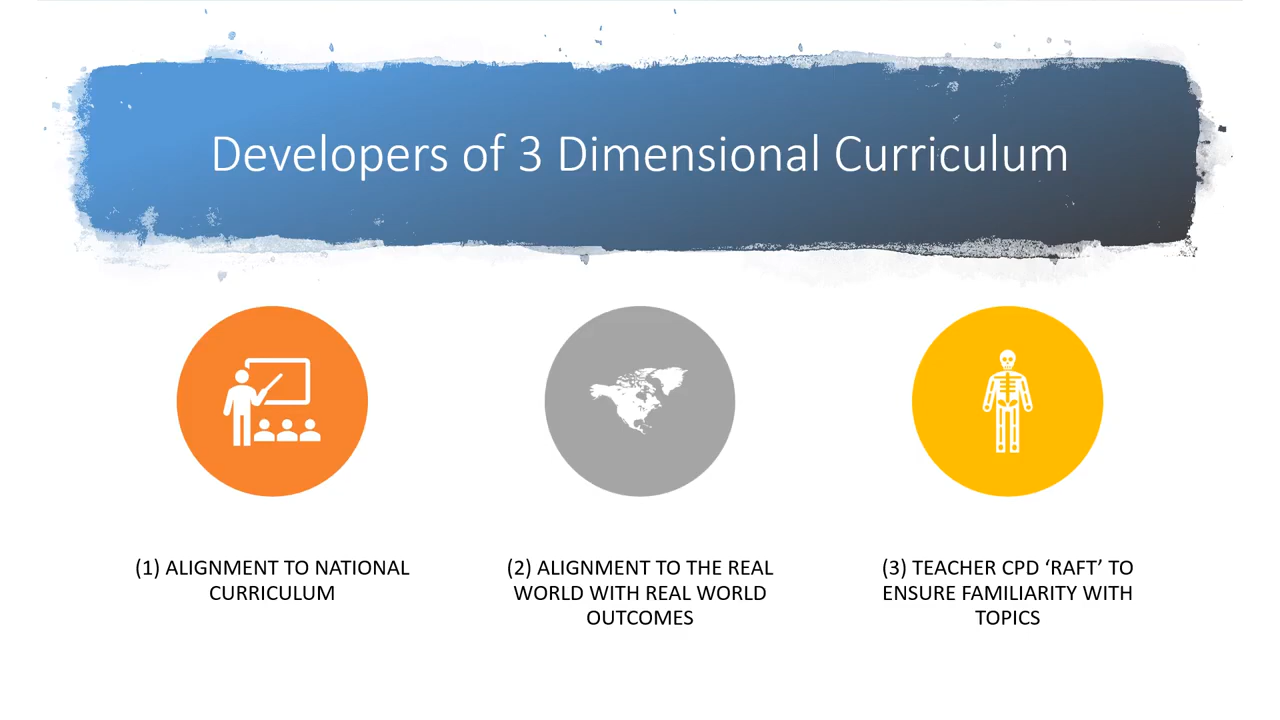 Developers of 3 Dimensional Curriculum
(1) ALIGNMENT TO NATIONAL
CURRICULUM
(2) ALIGNMENT TO THE REAL
WORLD WITH REAL WORLD
OUTCOMES
(3) TEACHER CPD ‘RAFT’ TO
ENSURE FAMILIARITY WITH
TOPICS